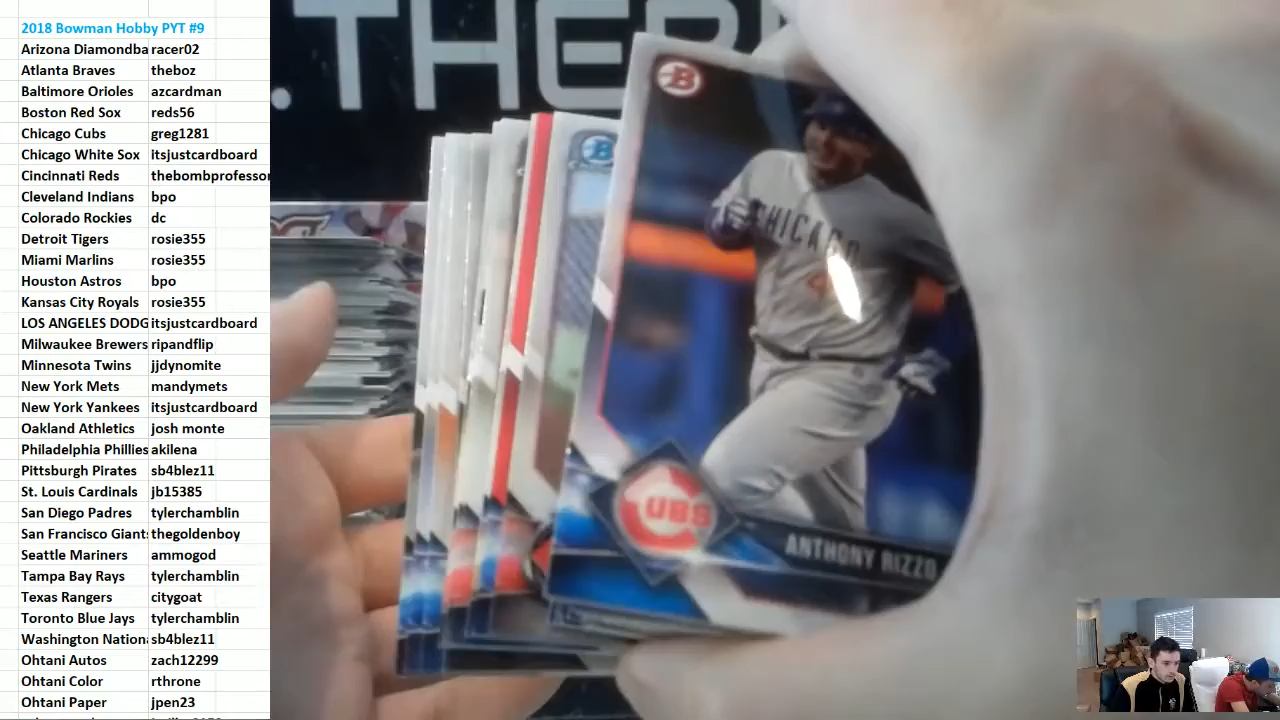 2018 Bowman Hobby PYT #9
Arizona Diamondba racer02
Atlanta Braves theboz
Baltimore Orioles azcardman
Boston Red Sox reds56
Chicago Cubs greg1281
Chicago White Sox itsjustcardboard
Cincinnati Reds thebombprofessor
Cleveland Indians bpo
Colorado Rockies dc
Detroit Tigers rosie355
Miami Marlins rosie355
Houston Astros bpo
Kansas City Royals rosie355
LOS ANGELES DODG itsjustcardboard
Milwaukee Brewers ripandflip
Minnesota Twins jjdynomite
New York Mets mandymets
New York Yankees itsjustcardboard
Oakland Athletics josh monte
Philadelphia Phillies akilena
Pittsburgh Pirates sb4blez11
St. Louis Cardinals jb15385
San Diego Padres tylerchamblin
San Francisco Giants thegoldenboy
Seattle Mariners ammogod
Tampa Bay Rays tylerchamblin
Texas Rangers citygoat
Toronto Blue Jays tylerchamblin
Washington Nation sb4blez11
Ohtani Autos zach12299
Ohtani Color rthrone
Ohtani Paper jpen23
.THE
B
B
CHICAGO
CUBS
ANTHONY RIZZO